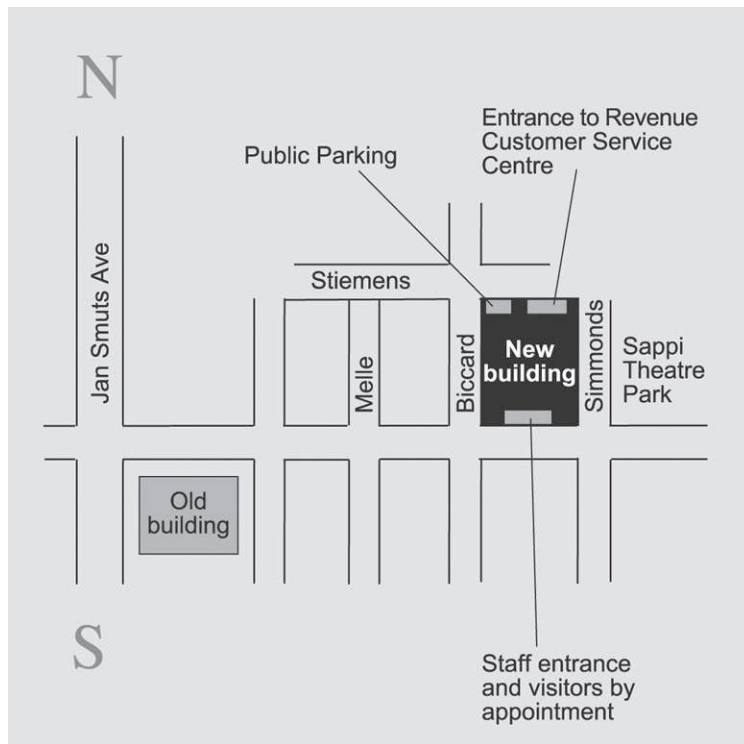 N
Entrance to Revenue
Customer Service
Centre
Public Parking
Jan Smuts Ave
Stiemens
Melle
Biccard
New
building
Simmonds
Sappi
Theatre
Park
Old
building
S
Staff entrance
and visitors by
appointment